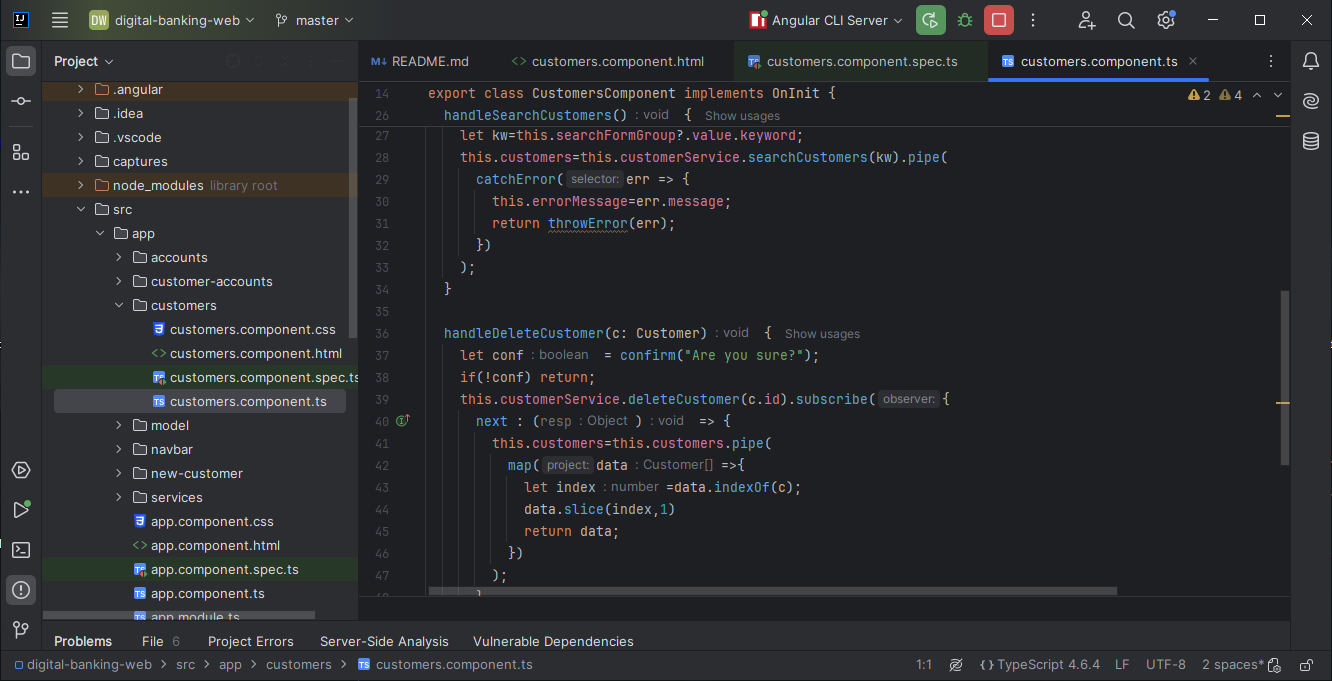 DW digital-banking-web master Angular CLI Server
Project
README.md customers.component.html customers.component.spec.ts customers.component.ts
.angular
.idea
.vscode
captures
node_modules library root
src
app
accounts
customer-accounts
customers
customers.component.css
customers.component.html
customers.component.spec.ts
customers.component.ts
model
navbar
new-customer
services
app.component.css
app.component.html
app.component.spec.ts
app.component.ts
app.module.ts
2 4
14 export class CustomersComponent implements OnInit {
26 handleSearchCustomers() : void { Show usages
27 let kw=this.searchFormGroup?.value.keyword;
28 this.customers=this.customerService.searchCustomers(kw).pipe(
29 catchError( selector: err => {
30 this.errorMessage=err.message;
31 return throwError(err);
32 })
33 );
34 }
35
36 handleDeleteCustomer(c: Customer) : void { Show usages
37 let conf : boolean = confirm("Are you sure?");
38 if(!conf) return;
39 this.customerService.deleteCustomer(c.id).subscribe( observer: {
40 next : (resp : Object ) : void => {
41 this.customers=this.customers.pipe(
42 map( project: data : Customer[] =>{
43 let index : number =data.indexOf(c);
44 data.slice(index,1)
45 return data;
46 })
47 );
Problems File 6 Project Errors Server-Side Analysis Vulnerable Dependencies
digital-banking-web > src > app > customers > customers.component.ts 1:1 {} TypeScript 4.6.4 LF UTF-8 2 spaces*